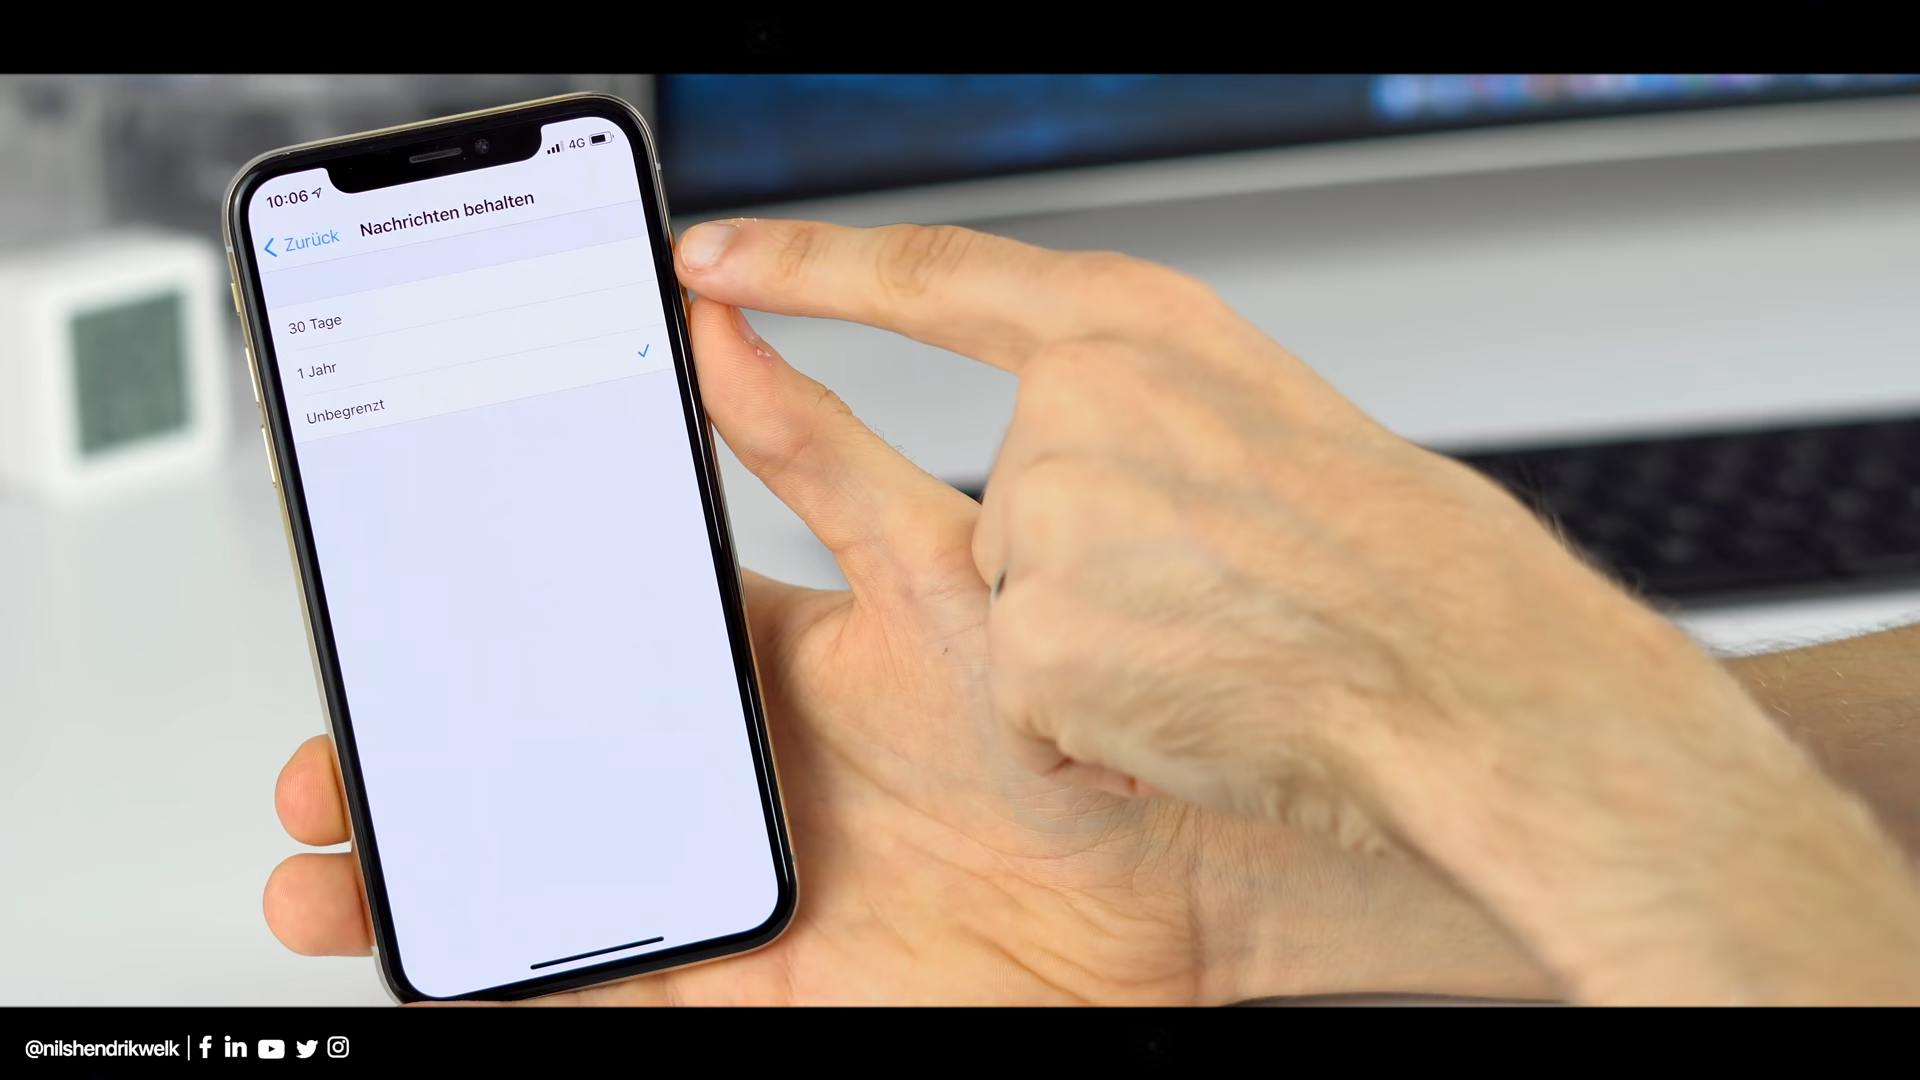 10:06
4G
Zurück
Nachrichten behalten
30 Tage
1 Jahr
Unbegrenzt
@nilshendrikwelk